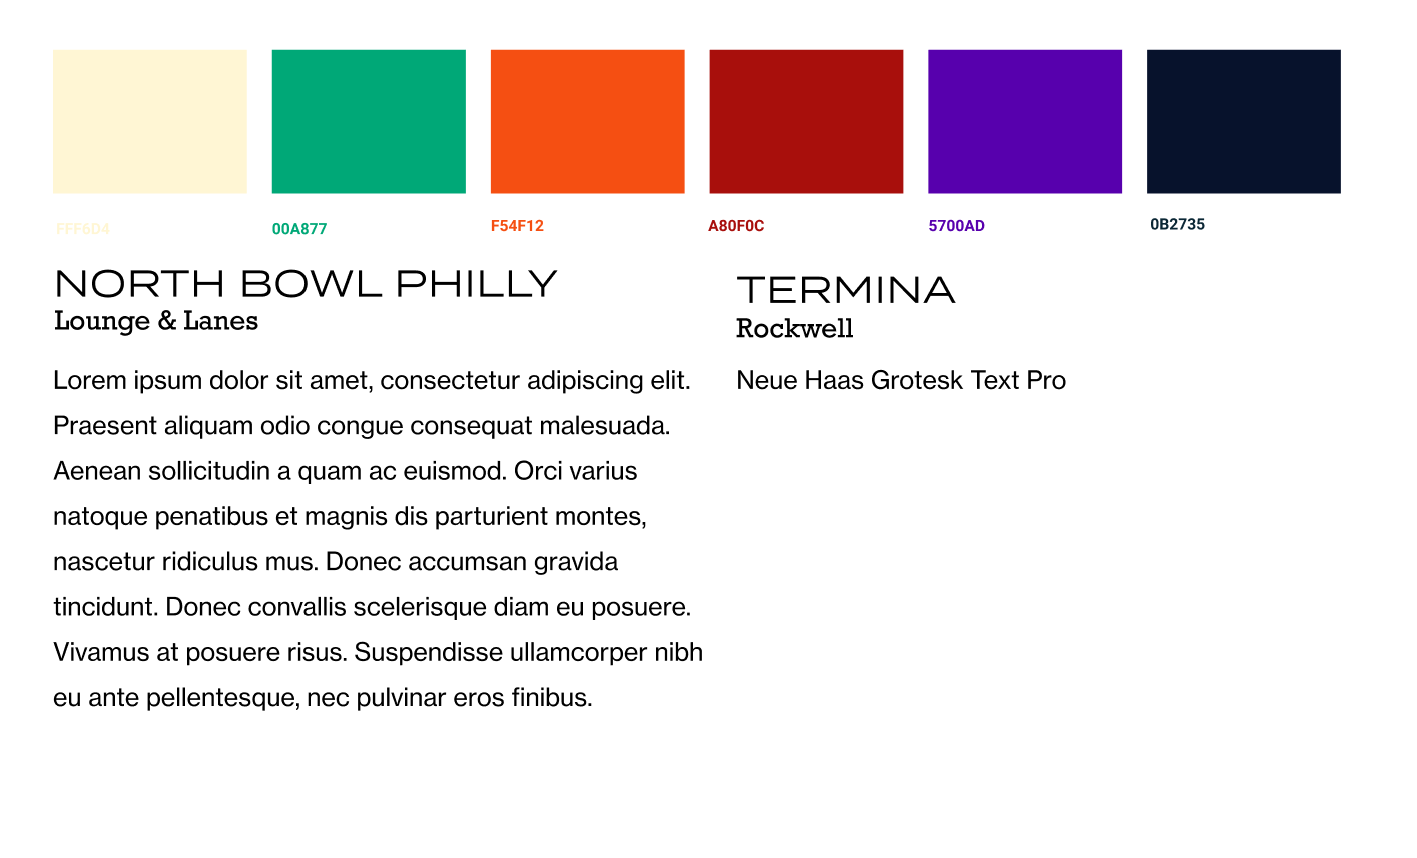 FFF6D4
00A877
F54F12
A80F0C
5700AD
0B2735
NORTH BOWL PHILLY
Lounge & Lanes
Lorem ipsum dolor sit amet, consectetur adipiscing elit.
Praesent aliquam odio congue consequat malesuada.
Aenean sollicitudin a quam ac euismod. Orci varius
natoque penatibus et magnis dis parturient montes,
nascetur ridiculus mus. Donec accumsan gravida
tincidunt. Donec convallis scelerisque diam eu posuere.
Vivamus at posuere risus. Suspendisse ullamcorper nibh
eu ante pellentesque, nec pulvinar eros finibus.
TERMINA
Rockwell
Neue Haas Grotesk Text Pro